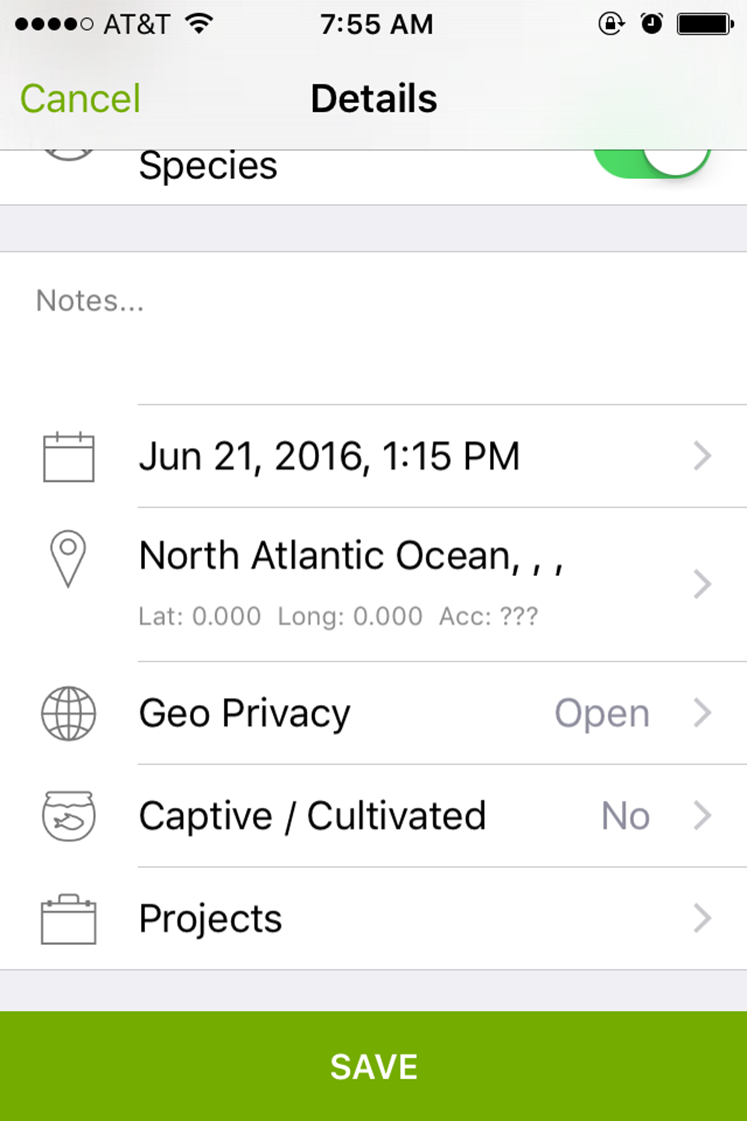 AT&T 7:55 AM
Cancel Details
Species
Notes...
Jun 21, 2016, 1:15 PM
North Atlantic Ocean, , ,
Lat: 0.000 Long: 0.000 Acc: ???
Geo Privacy Open
Captive / Cultivated No
Projects
SAVE